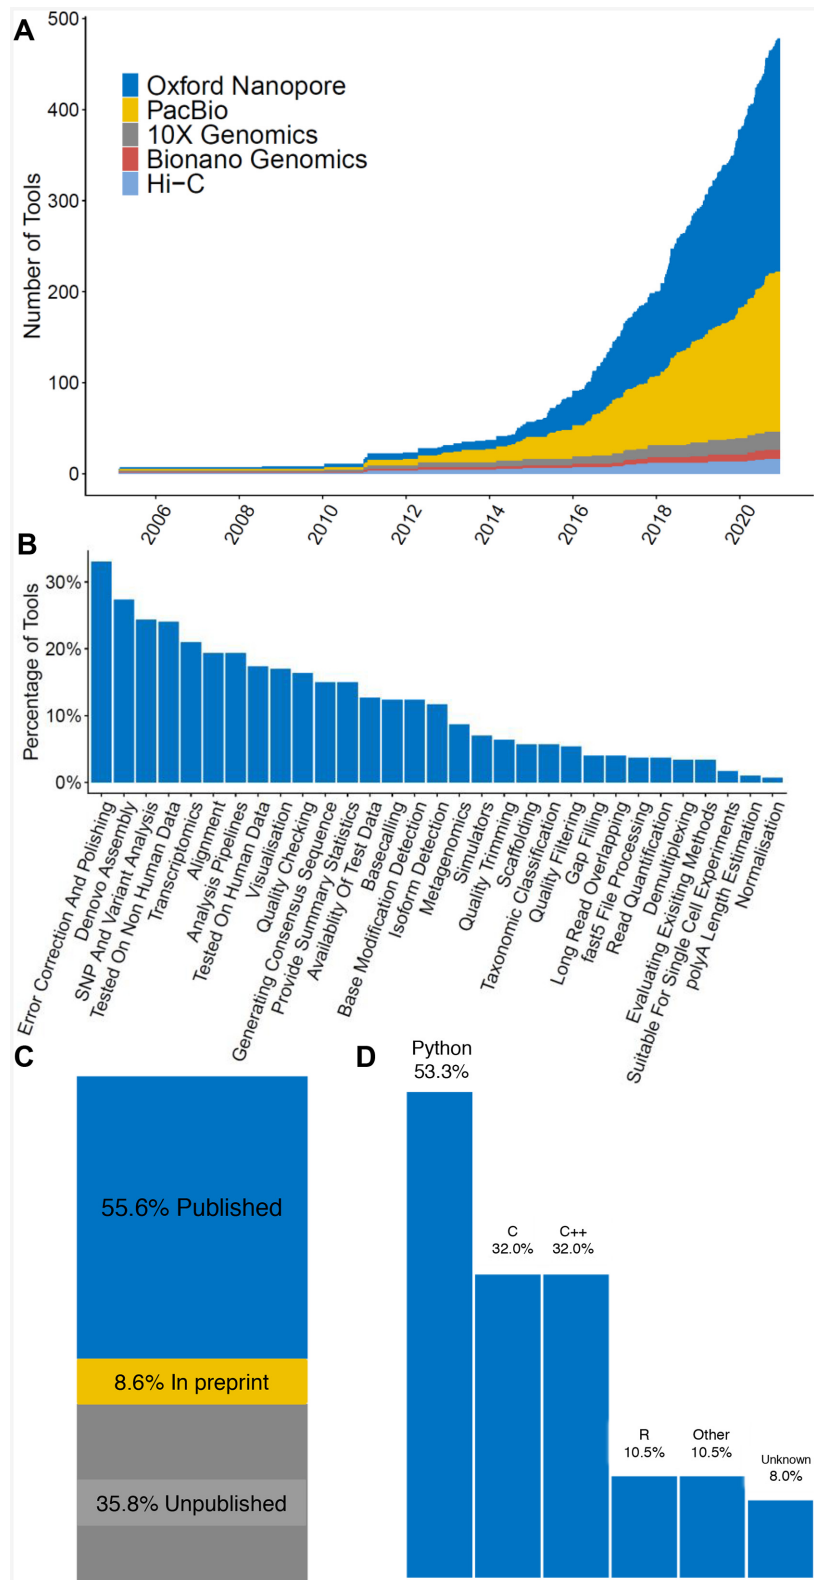 A
500
400
300
200
100
0
Number of Tools
Oxford Nanopore
PacBio
10X Genomics
Bionano Genomics
Hi−C
2006
2008
2010
2012
2014
2016
2018
2020
B
30%
20%
10%
0%
Percentage of Tools
Error Correction And Polishing
Denovo Assembly
SNP And Variant Analysis
Tested On Non Human Data
Transcriptomics
Alignment
Analysis Pipelines
Tested On Human Data
Visualisation
Quality Checking
Generating Consensus Sequence
Provide Summary Statistics
Availability Of Test Data
Basecalling
Base Modification Detection
Isoform Detection
Metagenomics
Simulators
Quality Trimming
Scaffolding
Taxonomic Classification
Quality Filtering
Gap Filling
Long Read Overlapping
fast5 File Processing
Read Quantification
Demultiplexing
Evaluating Exisiting Methods
Suitable For Single Cell Experiments
polyA Length Estimation
Normalisation
C
55.6% Published
8.6% In preprint
35.8% Unpublished
D
Python
53.3%
C
32.0%
C++
32.0%
R
10.5%
Other
10.5%
Unknown
8.0%